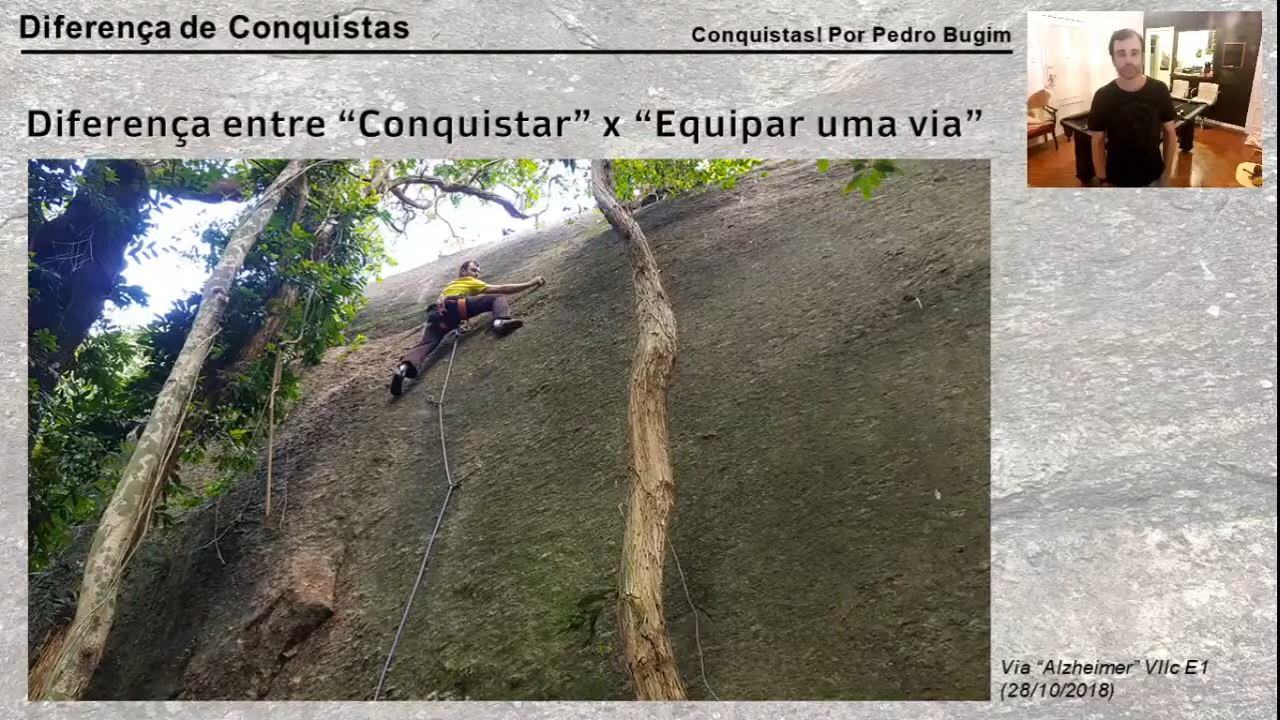 Diferença de Conquistas
Conquistas! Por Pedro Bugim
Diferença entre “Conquistar” x “Equipar uma via”
Via “Alzheimer” VIIc E1
(28/10/2018)